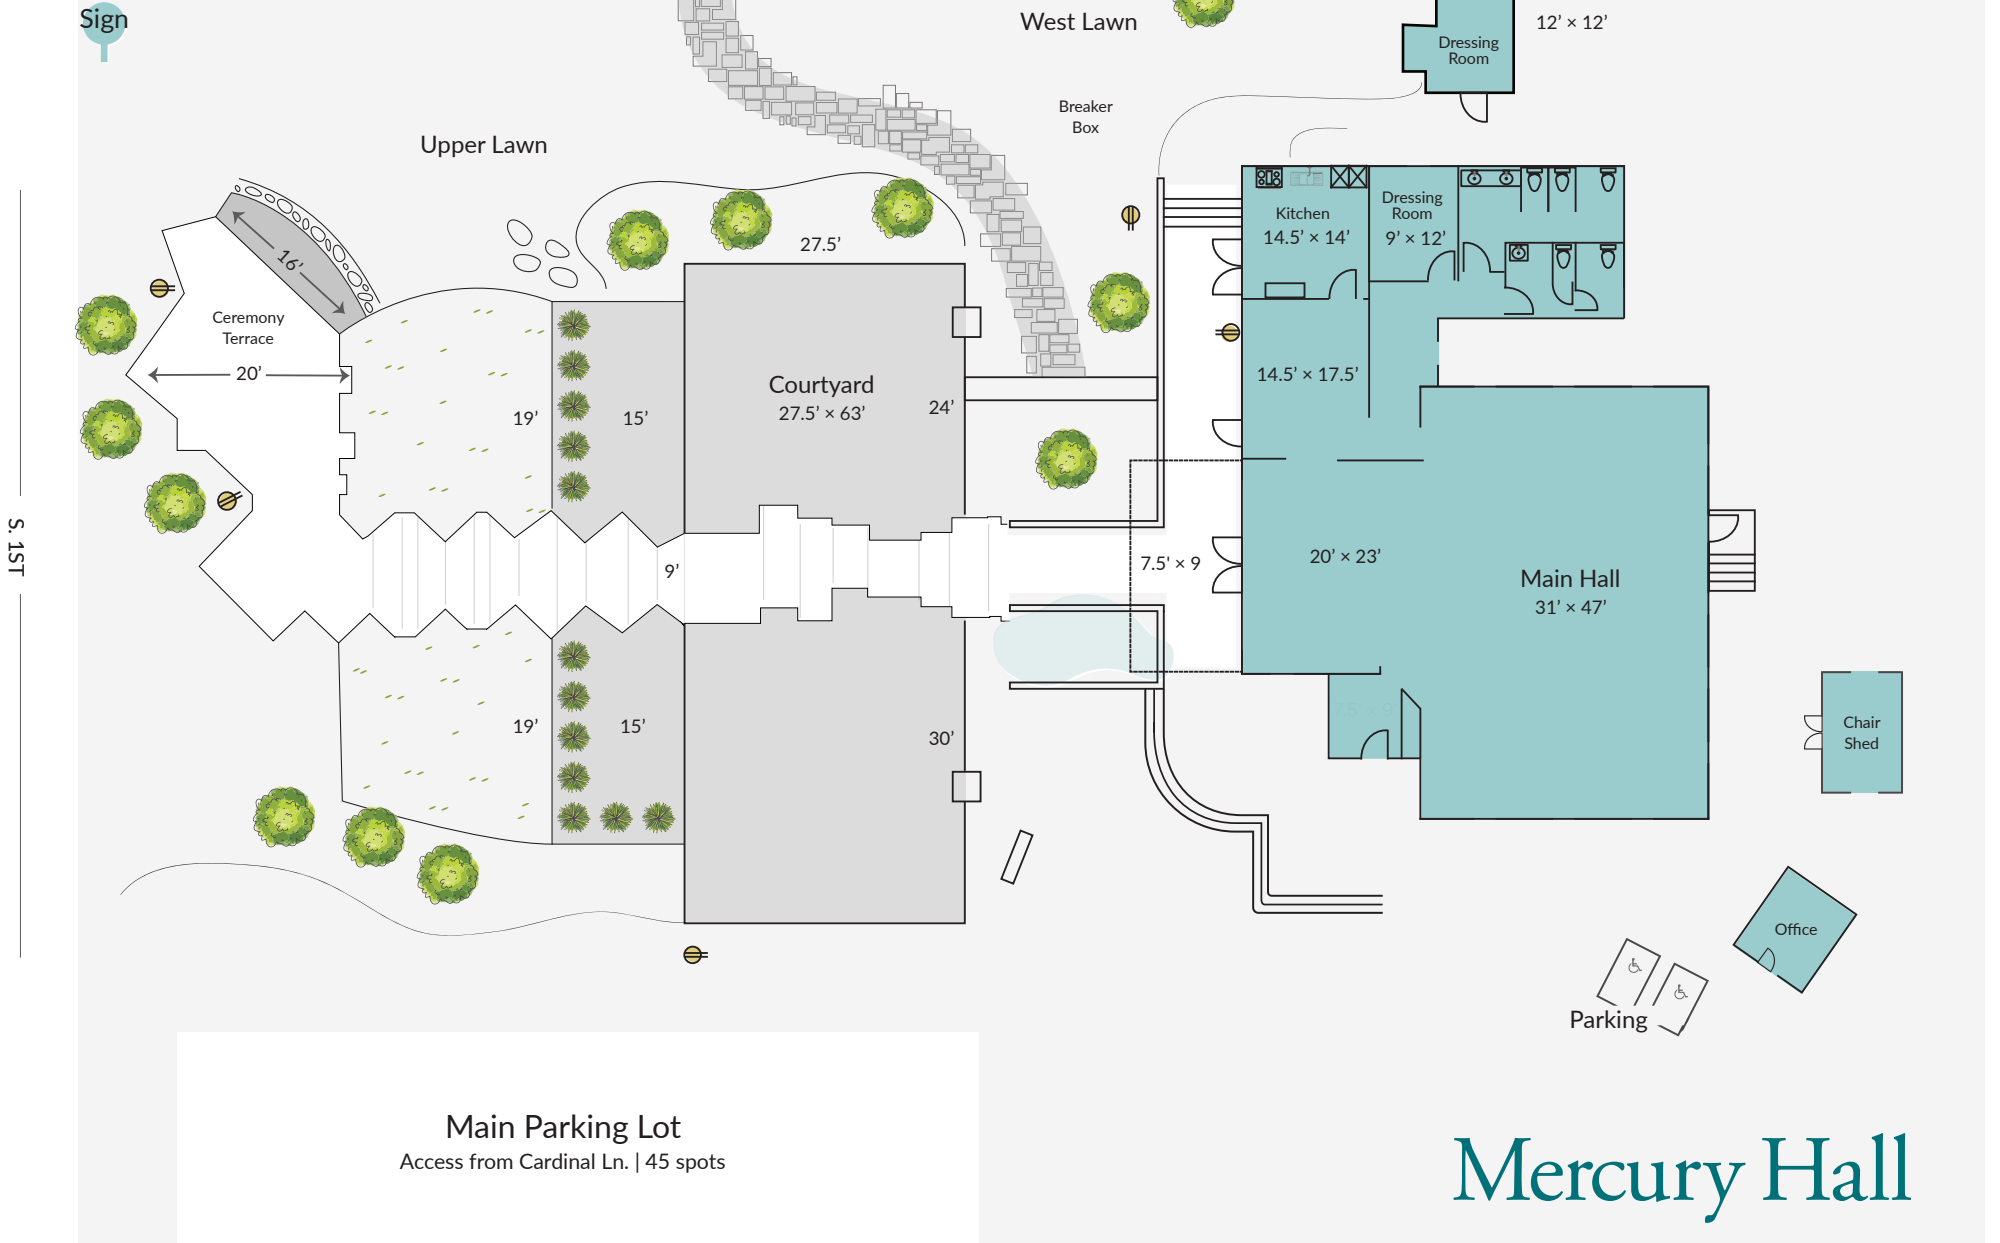 Sign
West Lawn
12’ × 12’
Dressing
Room
Breaker
Box
Upper Lawn
Dressing
Room
9’ × 12’
Kitchen
14.5’ × 14’
27.5’
16’
Ceremony
Terrace
20’
Courtyard
27.5’ × 63’
24’
19’
15’
14.5’ × 17.5’
S. 1ST
9’
7.5’ × 9
20’ × 23’
Main Hall
31’ × 47’
19’
15’
30’
7.5’ × 9’
Chair
Shed
Office
Parking
Main Parking Lot
Access from Cardinal Ln. | 45 spots
Mercury Hall